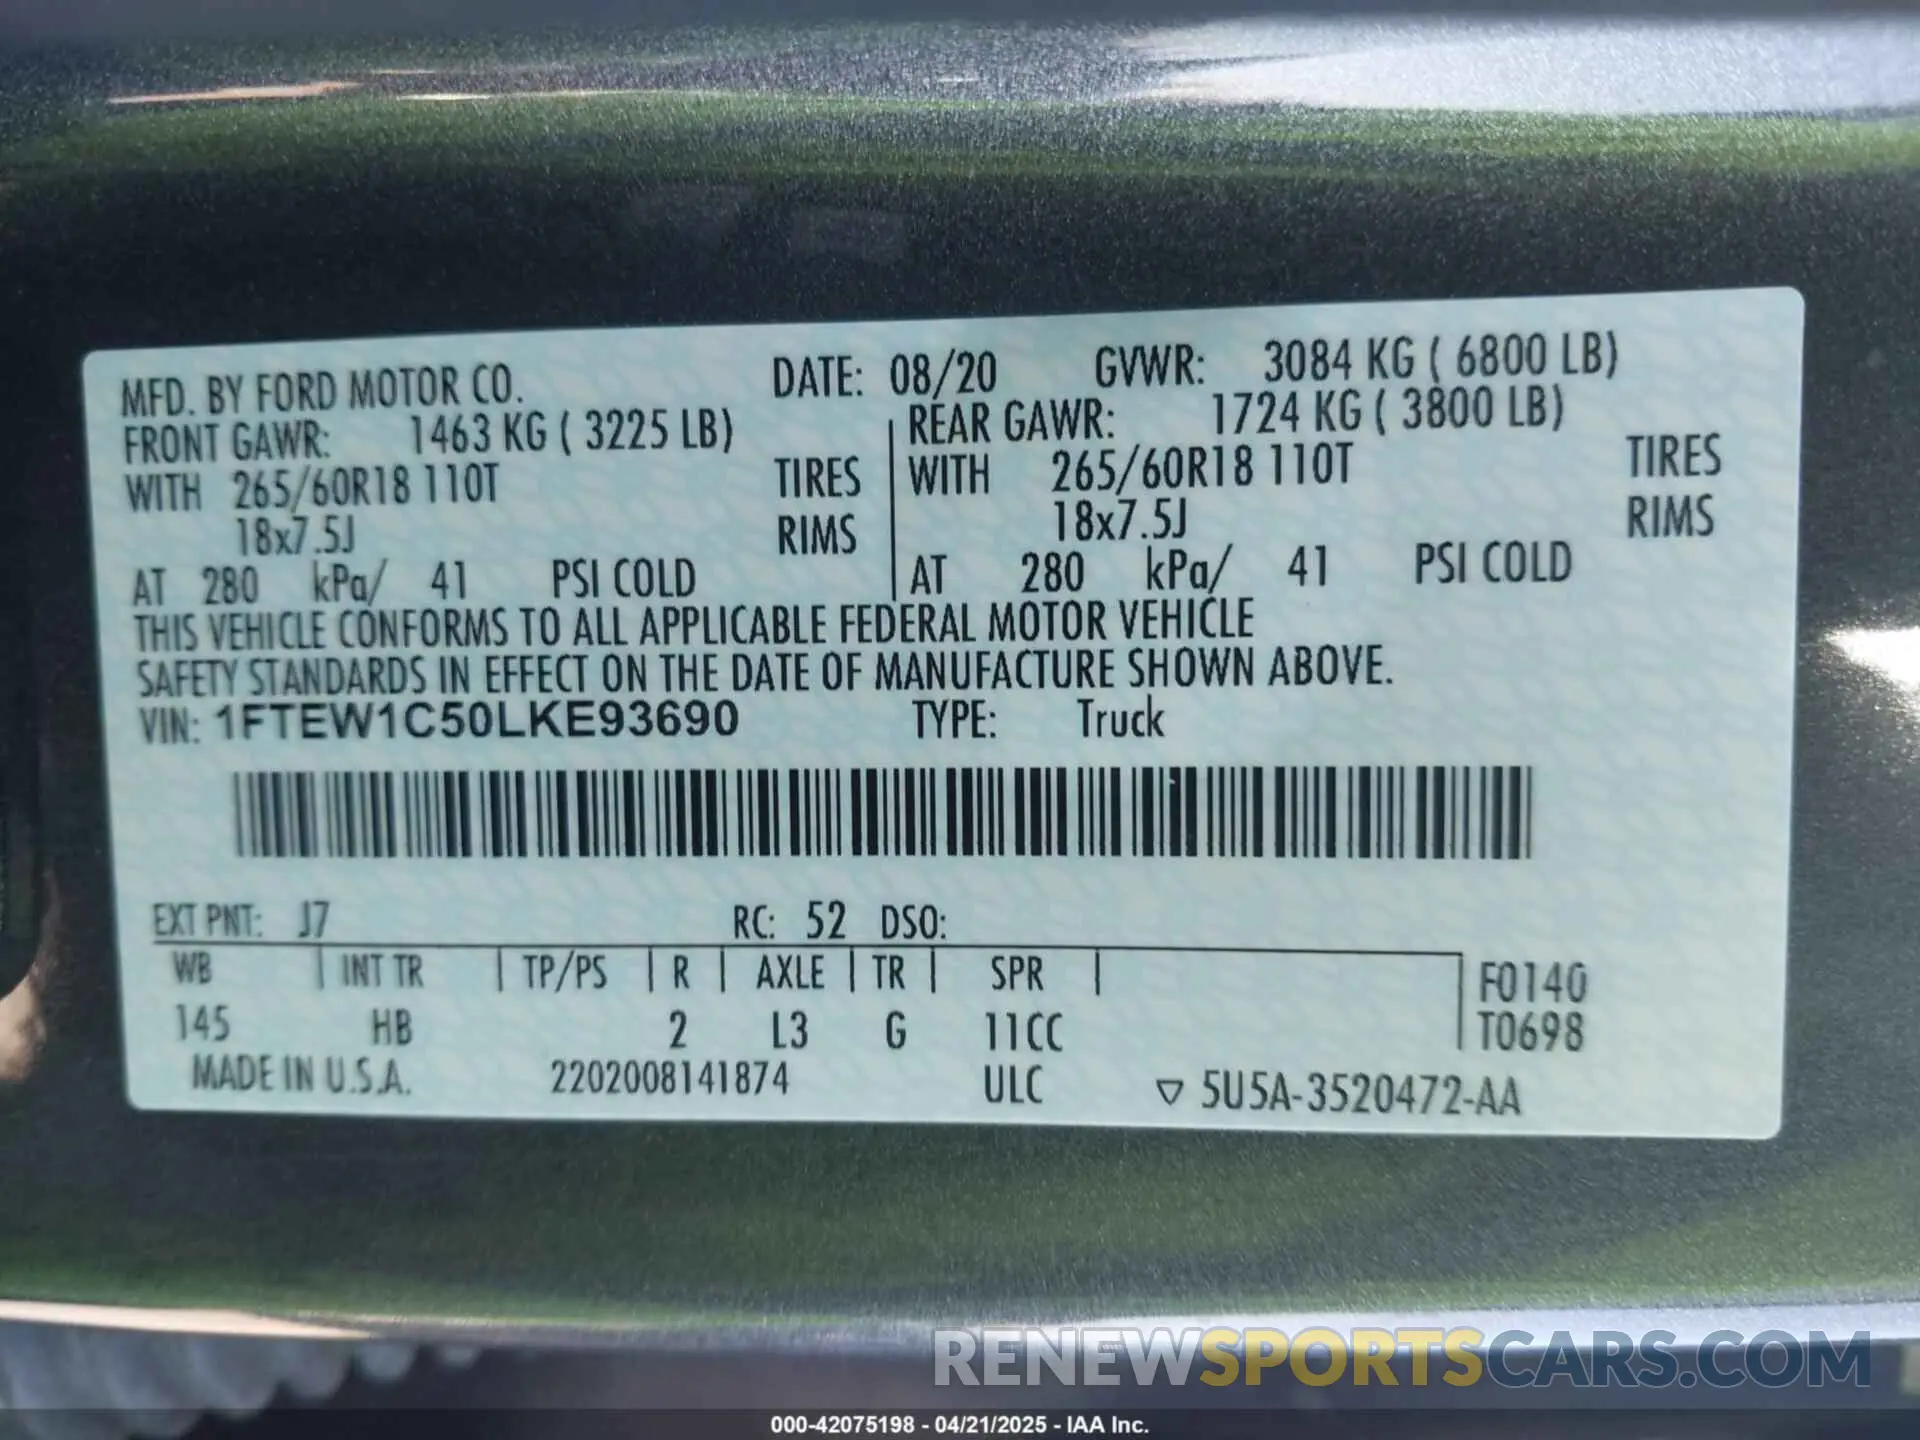 MFD. BY FORD MOTOR CO. DATE: 08/20 GVWR: 3084 KG ( 6800 LB)
FRONT GAWR: 1463 KG ( 3225 LB) REAR GAWR: 1724 KG ( 3800 LB)
WITH 265/60R18 110T TIRES WITH 265/60R18 110T TIRES
18x7.5J RIMS 18x7.5J RIMS
AT 280 kPa/ 41 PSI COLD AT 280 kPa/ 41 PSI COLD
THIS VEHICLE CONFORMS TO ALL APPLICABLE FEDERAL MOTOR VEHICLE
SAFETY STANDARDS IN EFFECT ON THE DATE OF MANUFACTURE SHOWN ABOVE.
VIN: 1FTEW1C50LKE93690 TYPE: Truck
EXT PNT: J7 RC: 52 DSO:
WB INT TR TP/PS R AXLE TR SPR F0140
145 HB 2 L3 G 11CC T0698
MADE IN U.S.A. 2202008141874 ULC ▽ 5U5A-3520472-AA
RENEWSPORTSCARS.COM
000-42075198 - 04/21/2025 - IAA Inc.